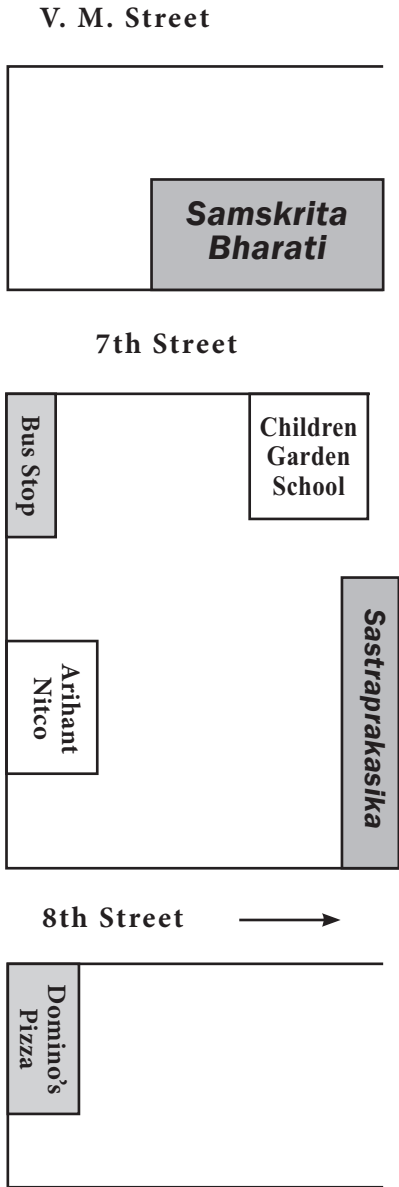 V. M. Street
Samskrita
Bharati
7th Street
Bus Stop
Children
Garden
School
Arihant
Nitco
Sastraprakasika
8th Street
Domino’s
Pizza